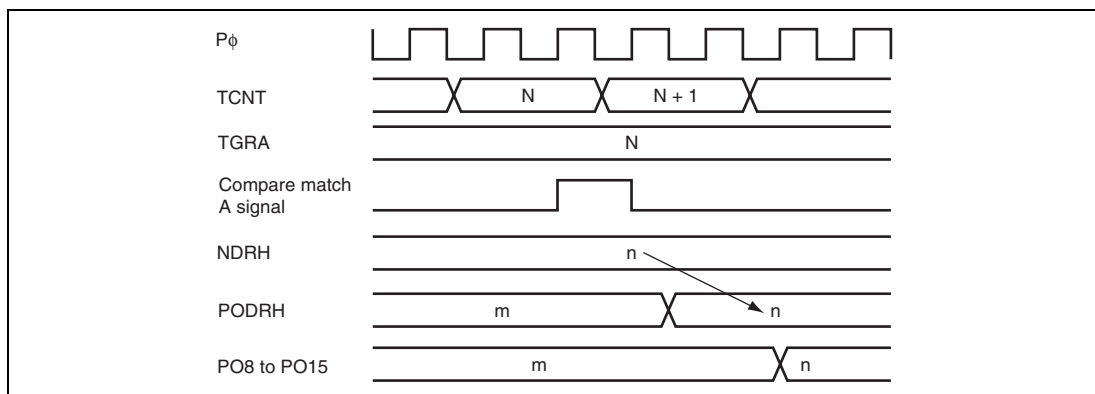 Pϕ
TCNT N N + 1
TGRA N
Compare match
A signal
NDRH n
PODRH m n
PO8 to PO15 m n